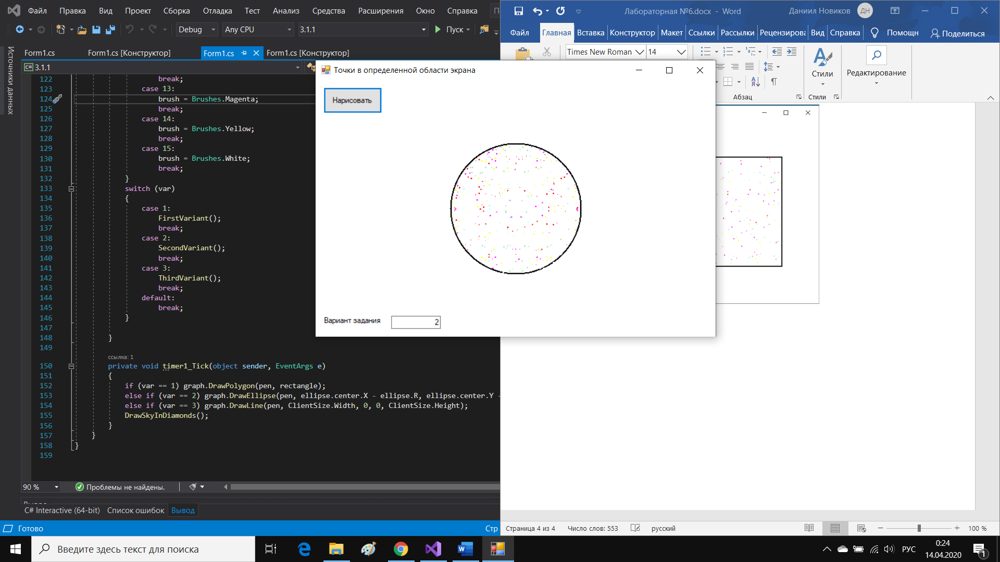 Файл Правка Вид Проект Сборка Отладка Тест Анализ Средства Расширения Окно Справка
Debug Any CPU 3.1.1 Пуск
Источники данных
Form1.cs Form1.cs [Конструктор] Form1.cs Form1.cs [Конструктор]
C# 3.1.1
122 break;
123 case 13:
124 brush = Brushes.Magenta;
125 break;
126 case 14:
127 brush = Brushes.Yellow;
128 break;
129 case 15:
130 brush = Brushes.White;
131 break;
132 }
133 switch (var)
134 {
135 case 1:
136 FirstVariant();
137 break;
138 case 2:
139 SecondVariant();
140 break;
141 case 3:
142 ThirdVariant();
143 break;
144 default:
145 break;
146 }
147
148 }
149
ссылка: 1
150 private void timer1_Tick(object sender, EventArgs e)
151 {
152 if (var == 1) graph.DrawPolygon(pen, rectangle);
153 else if (var == 2) graph.DrawEllipse(pen, ellipse.center.X - ellipse.R, ellipse.center.Y -
154 else if (var == 3) graph.DrawLine(pen, ClientSize.Width, 0, 0, ClientSize.Height);
155 DrawSkyInDiamonds();
156 }
157 }
158 }
159
90 % Проблемы не найдены.
C# Interactive (64-bit) Список ошибок Вывод
Готово
Стр
Лабораторная №6.docx - Word Даниил Новиков ДН
Файл Главная Вставка Конструктор Макет Ссылки Рассылки Рецензирова Вид Справка Помощн Поделиться
Times New Roman 14
Стили
Редактирование
Абзац
Стили
Точки в определенной области экрана
Нарисовать
Вариант задания 2
Страница 4 из 4 Число слов: 553 русский 100 %
Введите здесь текст для поиска
РУС
0:24
14.04.2020
1